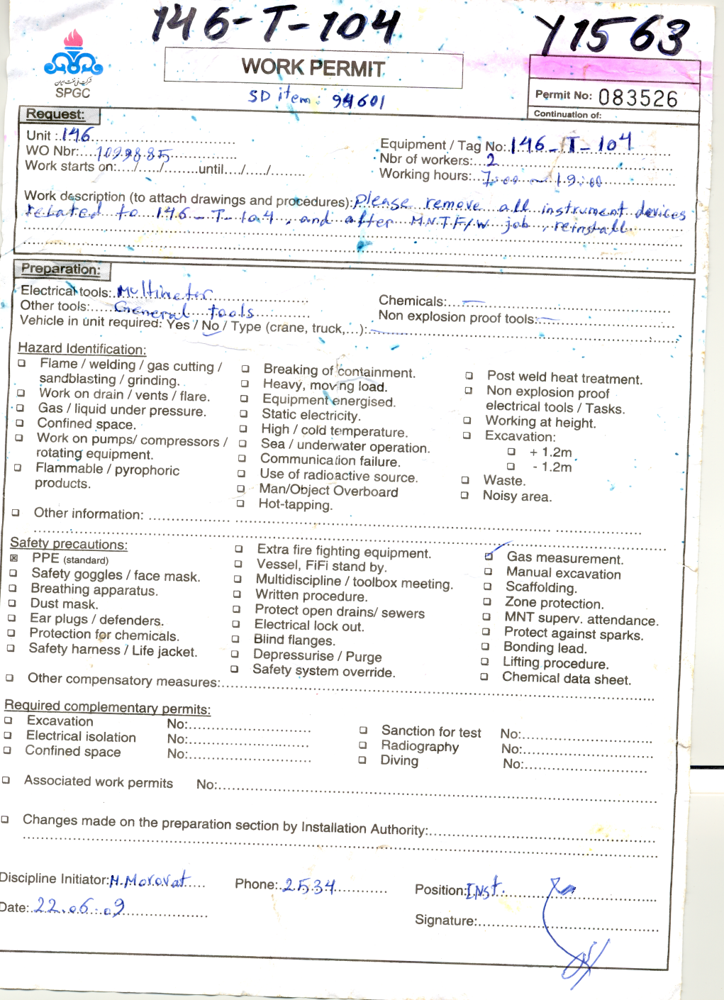 146-T-104
Y1563
شرکت ملی نفت ایران
SPGC
WORK PERMIT
SD item: 94601
Permit No: 083526
Continuation of:
Request:
Unit :.146
WO Nbr:...
Work starts on:..../...../.........until..../...../........
Equipment / Tag No: 146-T-104
Nbr of workers: 2
Working hours: 7:00 ~ 19:00
Work description (to attach drawings and procedures): please remove all instrument devices
related to 146-T-104, and after M.N.T F/W job, reinstall.
Preparation:
Electrical tools: Multimeter
Other tools: General tools
Vehicle in unit required: Yes / No / Type (crane, truck,...): —
Chemicals: —
Non explosion proof tools: —
Hazard Identification:
Flame / welding / gas cutting /
sandblasting / grinding.
Work on drain / vents / flare.
Gas / liquid under pressure.
Confined space.
Work on pumps/ compressors /
rotating equipment.
Flammable / pyrophoric
products.
Breaking of containment.
Heavy, moving load.
Equipment energised.
Static electricity.
High / cold temperature.
Sea / underwater operation.
Communication failure.
Use of radioactive source.
Man/Object Overboard
Hot-tapping.
Post weld heat treatment.
Non explosion proof
electrical tools / Tasks.
Working at height.
Excavation:
+ 1.2m
- 1.2m
Waste.
Noisy area.
Other information:
Safety precautions:
PPE (standard)
Safety goggles / face mask.
Breathing apparatus.
Dust mask.
Ear plugs / defenders.
Protection for chemicals.
Safety harness / Life jacket.
Extra fire fighting equipment.
Vessel, FiFi stand by.
Multidiscipline / toolbox meeting.
Written procedure.
Protect open drains/ sewers
Electrical lock out.
Blind flanges.
Depressurise / Purge
Safety system override.
Gas measurement.
Manual excavation
Scaffolding.
Zone protection.
MNT superv. attendance.
Protect against sparks.
Bonding lead.
Lifting procedure.
Chemical data sheet.
Other compensatory measures:
Required complementary permits:
Excavation No:
Electrical isolation No:
Confined space No:
Sanction for test No:
Radiography No:
Diving No:
Associated work permits No:
Changes made on the preparation section by Installation Authority:
Discipline Initiator: M.Morovat
Phone: 2534
Position: INst.
Date: 22.06.09
Signature: